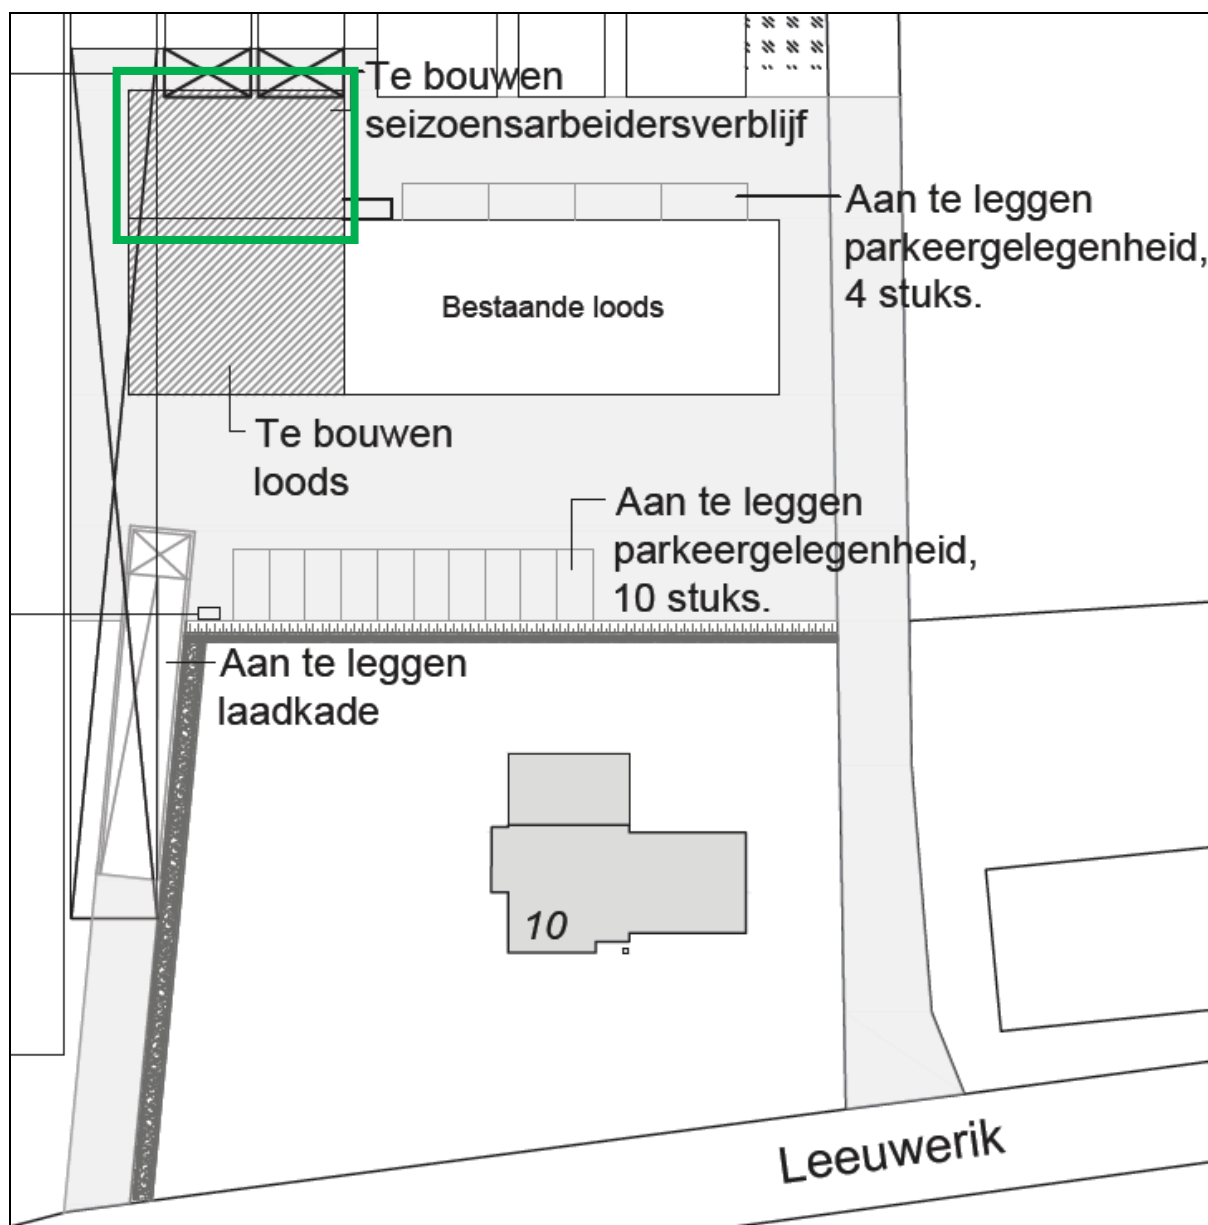 Te bouwen
seizoensarbeidersverblijf
Aan te leggen
parkeergelegenheid,
4 stuks.
Bestaande loods
Te bouwen
loods
Aan te leggen
parkeergelegenheid,
10 stuks.
Aan te leggen
laadkade
10
Leeuwerik